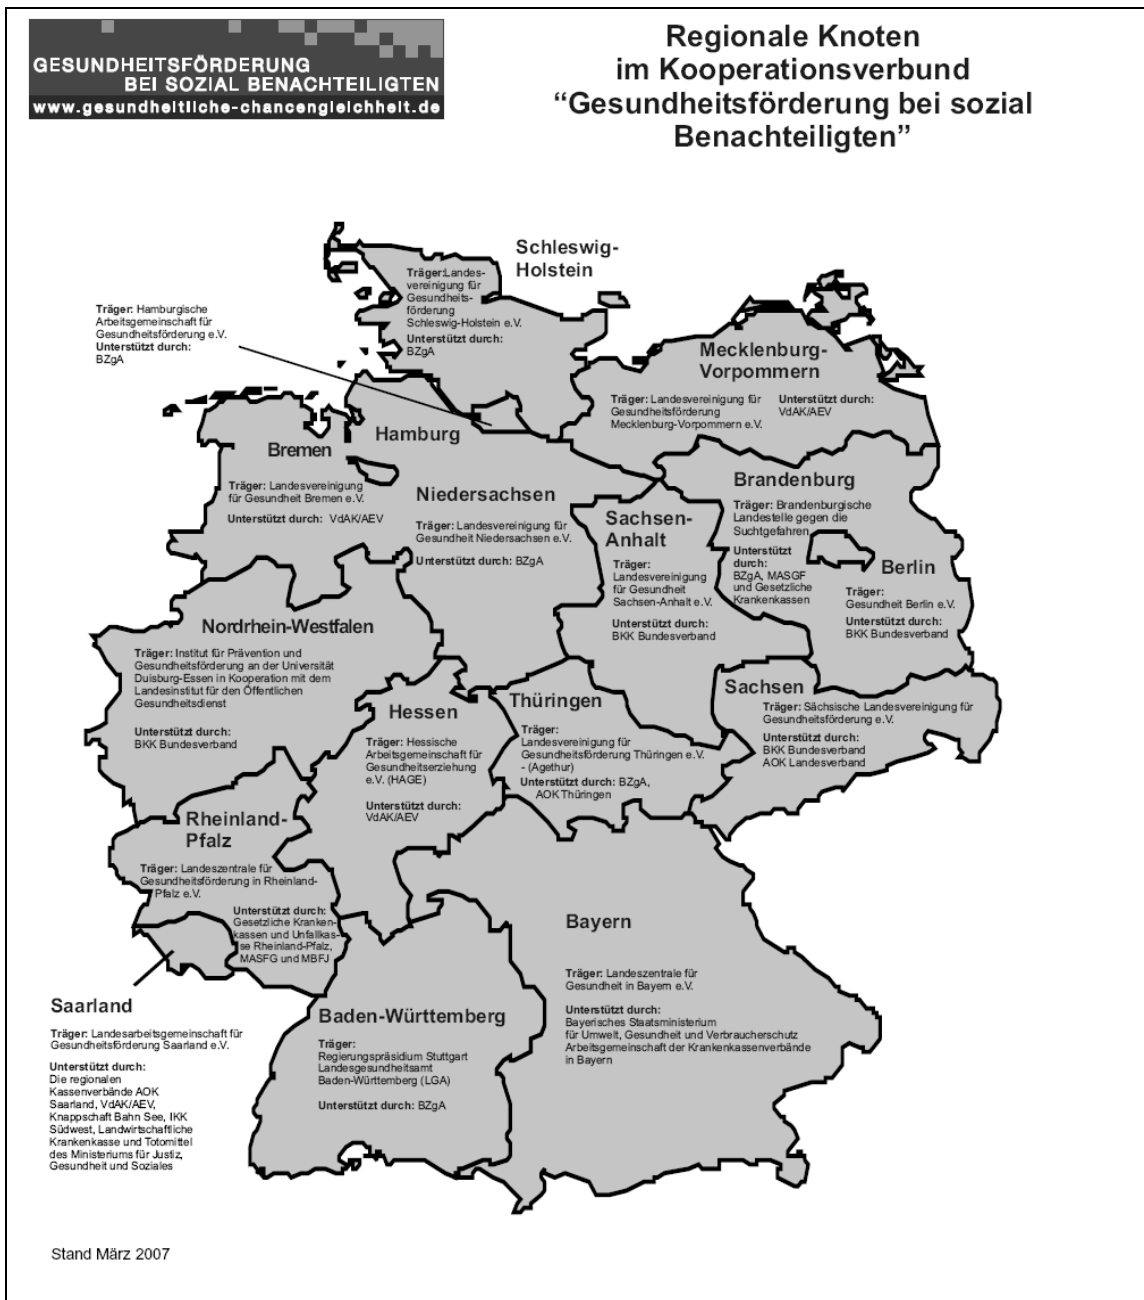 GESUNDHEITSFÖRDERUNG
BEI SOZIAL BENACHTEILIGTEN
www.gesundheitliche-chancengleichheit.de
Regionale Knoten
im Kooperationsverbund
“Gesundheitsförderung bei sozial
Benachteiligten”
Schleswig-
Holstein
Träger:Landes-
vereinigung für
Gesundheits-
förderung
Schleswig-Holstein e.V.
Unterstützt durch:
BZgA
Träger: Hamburgische
Arbeitsgemeinschaft für
Gesundheitsförderung e.V.
Unterstützt durch:
BZgA
Hamburg
Mecklenburg-
Vorpommern
Träger: Landesvereinigung für
Gesundheitsförderung
Mecklenburg-Vorpommern e.V.
Unterstützt durch:
VdAK/AEV
Bremen
Träger: Landesvereinigung
für Gesundheit Bremen e.V.
Unterstützt durch: VdAK/AEV
Niedersachsen
Träger: Landesvereinigung für
Gesundheit Niedersachsen e.V.
Unterstützt durch: BZgA
Sachsen-
Anhalt
Träger:
Landesvereinigung
für Gesundheit
Sachsen-Anhalt e.V.
Unterstützt durch:
BKK Bundesverband
Brandenburg
Träger: Brandenburgische
Landestelle gegen die
Suchtgefahren
Unterstützt
durch:
BZgA, MASGF
und Gesetzliche
Krankenkassen
Berlin
Träger:
Gesundheit Berlin e.V.
Unterstützt durch:
BKK Bundesverband
Nordrhein-Westfalen
Träger: Institut für Prävention und
Gesundheitsförderung an der Universität
Duisburg-Essen in Kooperation mit dem
Landesinstitut für den Öffentlichen
Gesundheitsdienst
Unterstützt durch:
BKK Bundesverband
Hessen
Träger: Hessische
Arbeitsgemeinschaft für
Gesundheitserziehung
e.V. (HAGE)
Unterstützt durch:
VdAK/AEV
Thüringen
Träger:
Landesvereinigung für
Gesundheitsförderung Thüringen e.V.
- (Agethur)
Unterstützt durch: BZgA,
AOK Thüringen
Sachsen
Träger: Sächsische Landesvereinigung für
Gesundheitsförderung e.V.
Unterstützt durch:
BKK Bundesverband
AOK Landesverband
Rheinland-
Pfalz
Träger: Landeszentrale für
Gesundheitsförderung in Rheinland-
Pfalz e.V.
Unterstützt durch:
Gesetzliche Kranken-
kassen und Unfallkas-
se Rheinland-Pfalz,
MASFG und MBFJ
Saarland
Träger: Landesarbeitsgemeinschaft für
Gesundheitsförderung Saarland e.V.
Unterstützt durch:
Die regionalen
Kassenverbände AOK
Saarland, VdAK/AEV,
Knappschaft Bahn See, IKK
Südwest, Landwirtschaftliche
Krankenkasse und Totomittel
des Ministeriums für Justiz,
Gesundheit und Soziales
Baden-Württemberg
Träger:
Regierungspräsidium Stuttgart
Landesgesundheitsamt
Baden-Württemberg (LGA)
Unterstützt durch: BZgA
Bayern
Träger: Landeszentrale für
Gesundheit in Bayern e.V.
Unterstützt durch:
Bayerisches Staatsministerium
für Umwelt, Gesundheit und Verbraucherschutz
Arbeitsgemeinschaft der Krankenkassenverbände
in Bayern
Stand März 2007